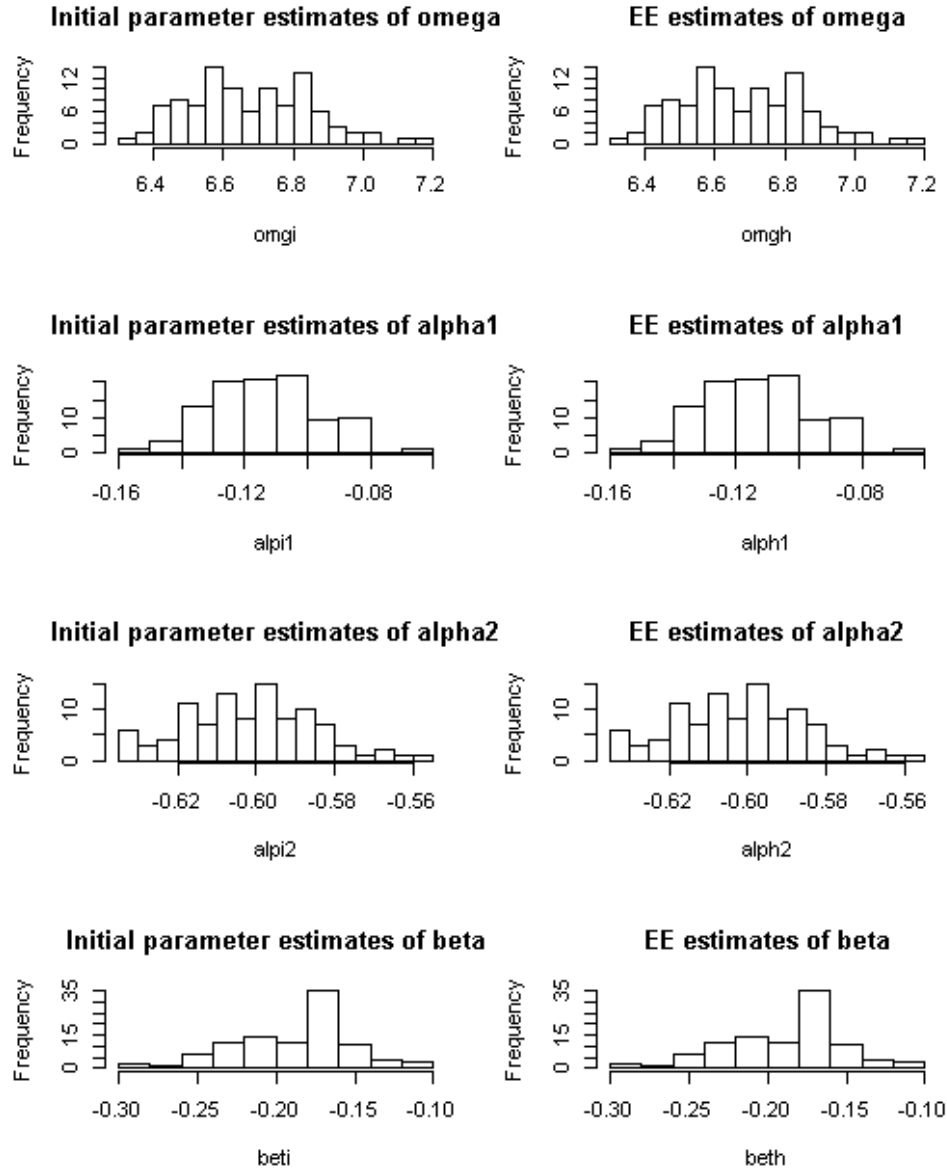 Initial parameter estimates of omega
Frequency
0 6 12
6.4 6.6 6.8 7.0 7.2
omgi
EE estimates of omega
Frequency
0 6 12
6.4 6.6 6.8 7.0 7.2
omgh
Initial parameter estimates of alpha1
Frequency
0 10
-0.16 -0.12 -0.08
alpi1
EE estimates of alpha1
Frequency
0 10
-0.16 -0.12 -0.08
alph1
Initial parameter estimates of alpha2
Frequency
0 10
-0.62 -0.60 -0.58 -0.56
alpi2
EE estimates of alpha2
Frequency
0 10
-0.62 -0.60 -0.58 -0.56
alph2
Initial parameter estimates of beta
Frequency
0 15 35
-0.30 -0.25 -0.20 -0.15 -0.10
beti
EE estimates of beta
Frequency
0 15 35
-0.30 -0.25 -0.20 -0.15 -0.10
beth